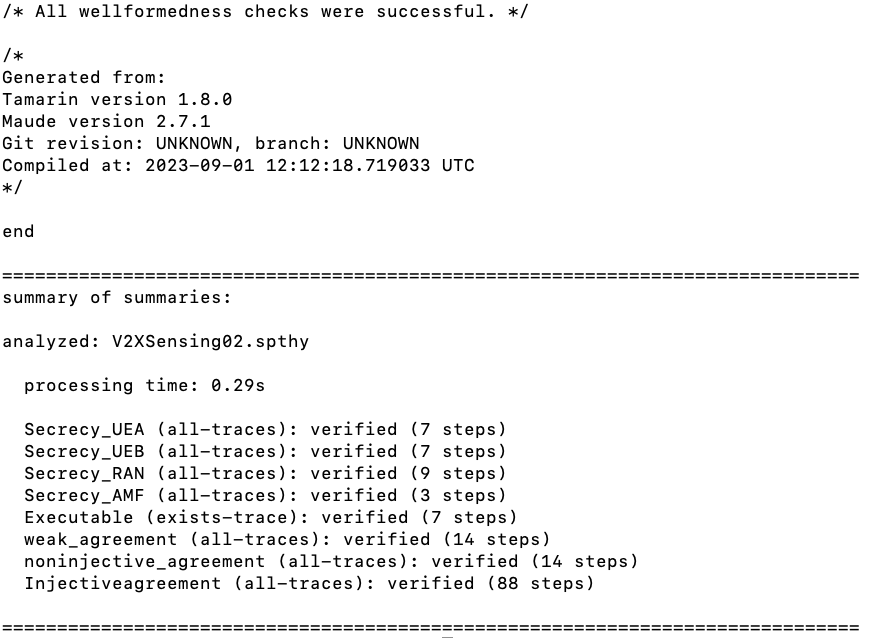 /* All wellformedness checks were successful. */
/*
Generated from:
Tamarin version 1.8.0
Maude version 2.7.1
Git revision: UNKNOWN, branch: UNKNOWN
Compiled at: 2023-09-01 12:12:18.719033 UTC
*/
end
==============================================================================
summary of summaries:
analyzed: V2XSensing02.spthy
processing time: 0.29s
Secrecy_UEA (all-traces): verified (7 steps)
Secrecy_UEB (all-traces): verified (7 steps)
Secrecy_RAN (all-traces): verified (9 steps)
Secrecy_AMF (all-traces): verified (3 steps)
Executable (exists-trace): verified (7 steps)
weak_agreement (all-traces): verified (14 steps)
noninjective_agreement (all-traces): verified (14 steps)
Injectiveagreement (all-traces): verified (88 steps)
==============================================================================